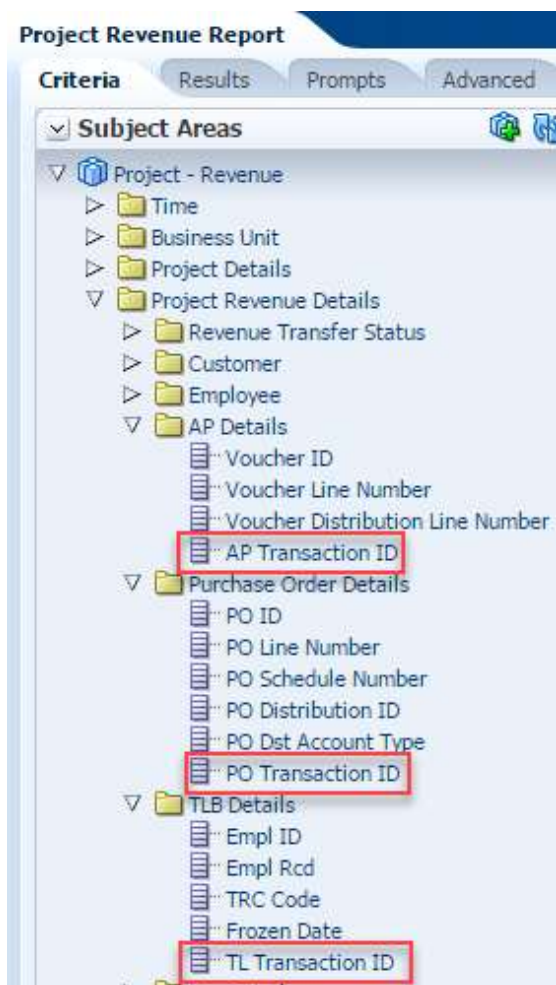 Project Revenue Report
Criteria Results Prompts Advanced
Subject Areas
Project - Revenue
Time
Business Unit
Project Details
Project Revenue Details
Revenue Transfer Status
Customer
Employee
AP Details
Voucher ID
Voucher Line Number
Voucher Distribution Line Number
AP Transaction ID
Purchase Order Details
PO ID
PO Line Number
PO Schedule Number
PO Distribution ID
PO Dst Account Type
PO Transaction ID
TLB Details
Empl ID
Empl Rcd
TRC Code
Frozen Date
TL Transaction ID